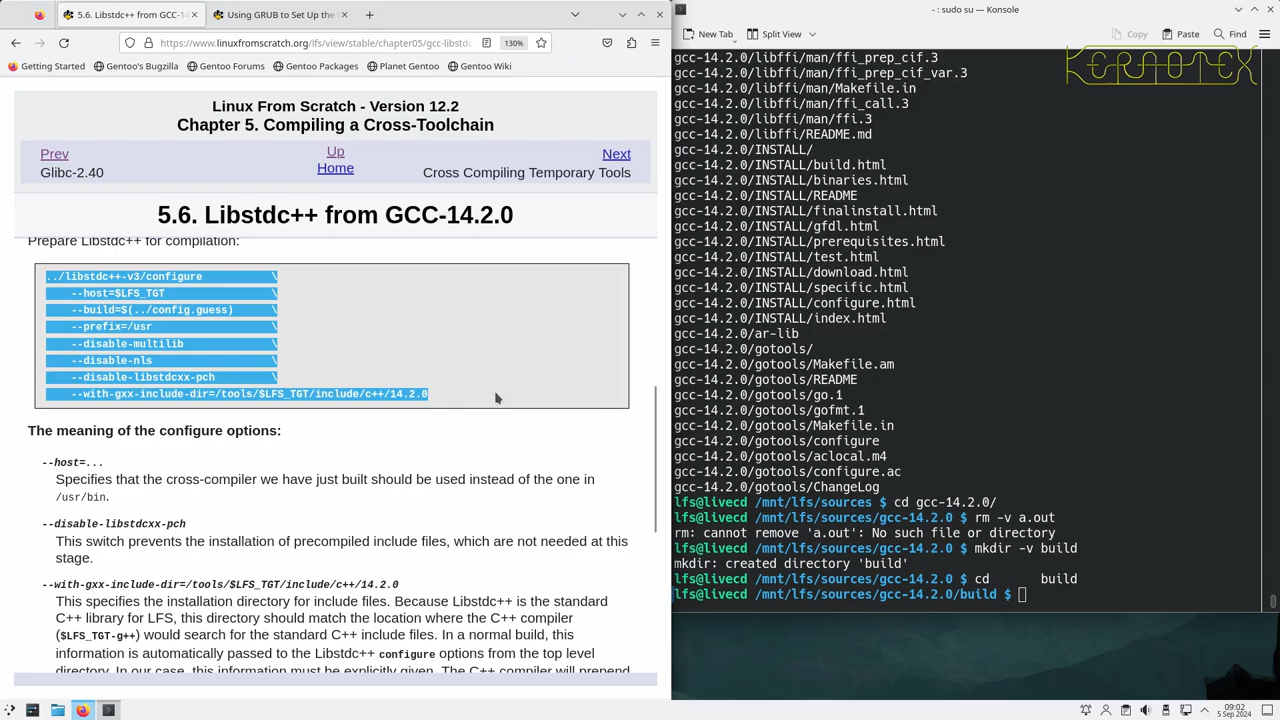 5.6. Libstdc++ from GCC-14
Using GRUB to Set Up the
https://www.linuxfromscratch.org/lfs/view/stable/chapter05/gcc-libstdc
130%
Getting Started
Gentoo's Bugzilla
Gentoo Forums
Gentoo Packages
Planet Gentoo
Gentoo Wiki
Linux From Scratch - Version 12.2
Chapter 5. Compiling a Cross-Toolchain
Prev
Up
Next
Glibc-2.40
Home
Cross Compiling Temporary Tools
5.6. Libstdc++ from GCC-14.2.0
Prepare Libstdc++ for compilation:
../libstdc++-v3/configure \
--host=$LFS_TGT \
--build=$(../config.guess) \
--prefix=/usr \
--disable-multilib \
--disable-nls \
--disable-libstdcxx-pch \
--with-gxx-include-dir=/tools/$LFS_TGT/include/c++/14.2.0
The meaning of the configure options:
--host=...
Specifies that the cross-compiler we have just built should be used instead of the one in
/usr/bin.
--disable-libstdcxx-pch
This switch prevents the installation of precompiled include files, which are not needed at this
stage.
--with-gxx-include-dir=/tools/$LFS_TGT/include/c++/14.2.0
This specifies the installation directory for include files. Because Libstdc++ is the standard
C++ library for LFS, this directory should match the location where the C++ compiler
($LFS_TGT-g++) would search for the standard C++ include files. In a normal build, this
information is automatically passed to the Libstdc++ configure options from the top level
directory. In our case, this information must be explicitly given. The C++ compiler will prepend
- : sudo su — Konsole
New Tab
Split View
Copy
Paste
Find
KERNOTEX
gcc-14.2.0/libffi/man/ffi_prep_cif.3
gcc-14.2.0/libffi/man/ffi_prep_cif_var.3
gcc-14.2.0/libffi/man/Makefile.in
gcc-14.2.0/libffi/man/ffi_call.3
gcc-14.2.0/libffi/man/ffi.3
gcc-14.2.0/libffi/README.md
gcc-14.2.0/INSTALL/
gcc-14.2.0/INSTALL/build.html
gcc-14.2.0/INSTALL/binaries.html
gcc-14.2.0/INSTALL/README
gcc-14.2.0/INSTALL/finalinstall.html
gcc-14.2.0/INSTALL/gfdl.html
gcc-14.2.0/INSTALL/prerequisites.html
gcc-14.2.0/INSTALL/test.html
gcc-14.2.0/INSTALL/download.html
gcc-14.2.0/INSTALL/specific.html
gcc-14.2.0/INSTALL/configure.html
gcc-14.2.0/INSTALL/index.html
gcc-14.2.0/ar-lib
gcc-14.2.0/gotools/
gcc-14.2.0/gotools/Makefile.am
gcc-14.2.0/gotools/README
gcc-14.2.0/gotools/go.1
gcc-14.2.0/gotools/gofmt.1
gcc-14.2.0/gotools/Makefile.in
gcc-14.2.0/gotools/configure
gcc-14.2.0/gotools/aclocal.m4
gcc-14.2.0/gotools/configure.ac
gcc-14.2.0/gotools/ChangeLog
lfs@livecd /mnt/lfs/sources $ cd gcc-14.2.0/
lfs@livecd /mnt/lfs/sources/gcc-14.2.0 $ rm -v a.out
rm: cannot remove 'a.out': No such file or directory
lfs@livecd /mnt/lfs/sources/gcc-14.2.0 $ mkdir -v build
mkdir: created directory 'build'
lfs@livecd /mnt/lfs/sources/gcc-14.2.0 $ cd       build
lfs@livecd /mnt/lfs/sources/gcc-14.2.0/build $
09:02
5 Sep 2024